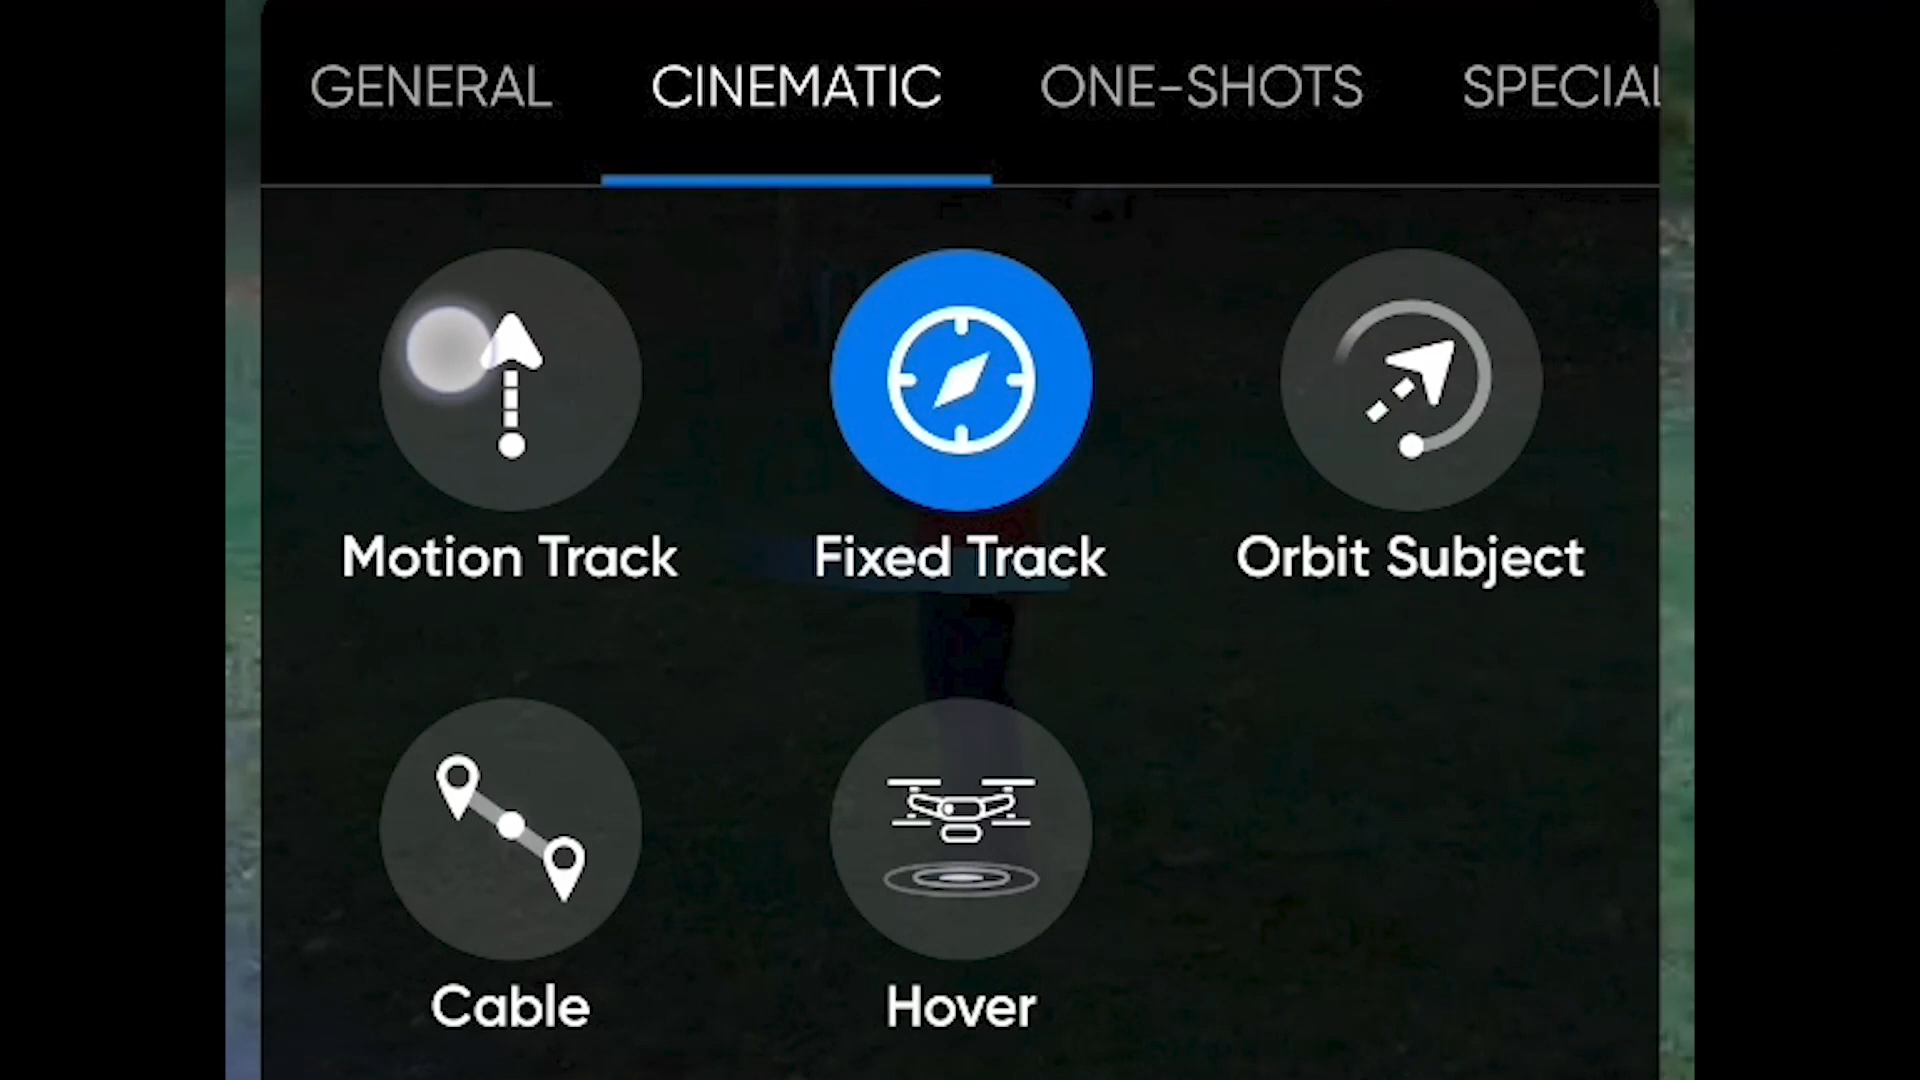 GENERAL CINEMATIC ONE-SHOTS SPECIAL
Motion Track Fixed Track Orbit Subject
Cable Hover